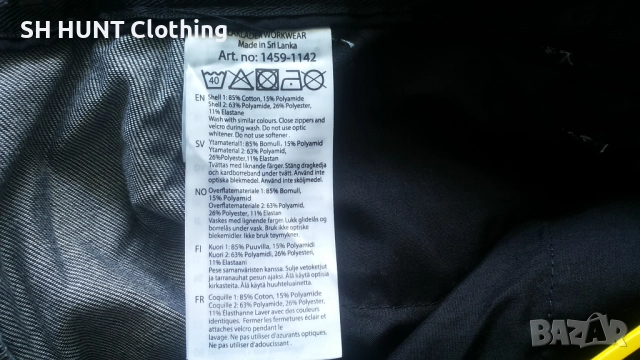 SH HUNT Clothing
BLÅKLÄDER WORKWEAR
Made in Sri Lanka
Art. no: 1459-1142
40
EN Shell 1: 85% Cotton, 15% Polyamide
Shell 2: 63% Polyamide, 26% Polyester,
11% Elastane
Wash with similar colours. Close zippers and
velcro during wash. Do not use optic
whitener. Do not use softener.
SV Ytamaterial1: 85% Bomull, 15% Polyamid
Ytamaterial 2: 63% Polyamid,
26%Polyester,11% Elastan
Tvättas med liknande färger. Stäng dragkedja
och kardborreband under tvätt. Använd inte
optiska blekmedel. Använd inte sköljmedel.
NO Overflatemateriale 1: 85% Bomull,
15% Polyamid
Overflatemateriale 2: 63% Polyamid,
26% Polyester, 11% Elastan
Vaskes med lignende farger. Lukk glidelås og
borrelås under vask. Bruk ikke optiske
blekemidler. Ikke bruk tøymykner.
FI Kuori 1: 85% Puuvilla, 15% Polyamidi
Kuori 2: 63% Polyamidi, 26% Polyesteri,
11% Elastaani
Pese samanväristen kanssa. Sulje vetoketjut
ja tarranauhat pesun ajaksi. Älä käytä optisia
kirkasteita. Älä käytä huuhteluainetta.
FR Coquille 1: 85% Coton, 15% Polyamide
Coquille 2: 63% Polyamide, 26% Polyester,
11% Elasthanne Laver avec des couleurs
identiques. Fermer les fermetures éclair et
attaches velcro pendant le
lavage.
Ne pas utiliser d'azurants optiques.
Ne pas utiliser d'adoucissant.
BAZAR